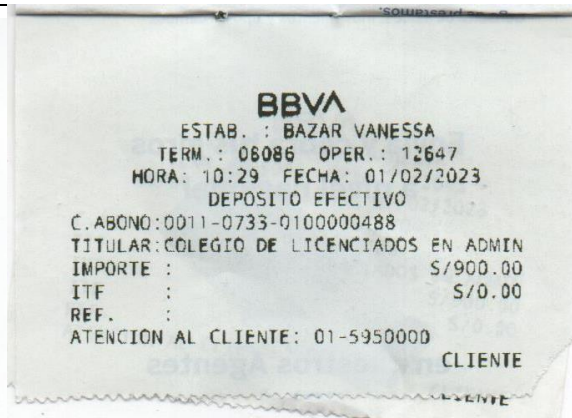 BBVA
ESTAB. : BAZAR VANESSA
TERM.: 08086 OPER.: 12647
HORA: 10:29 FECHA: 01/02/2023
DEPOSITO EFECTIVO
C.ABONO:0011-0733-0100000488
TITULAR:COLEGIO DE LICENCIADOS EN ADMIN
IMPORTE : S/900.00
ITF : S/0.00
REF. :
ATENCION AL CLIENTE: 01-5950000
CLIENTE